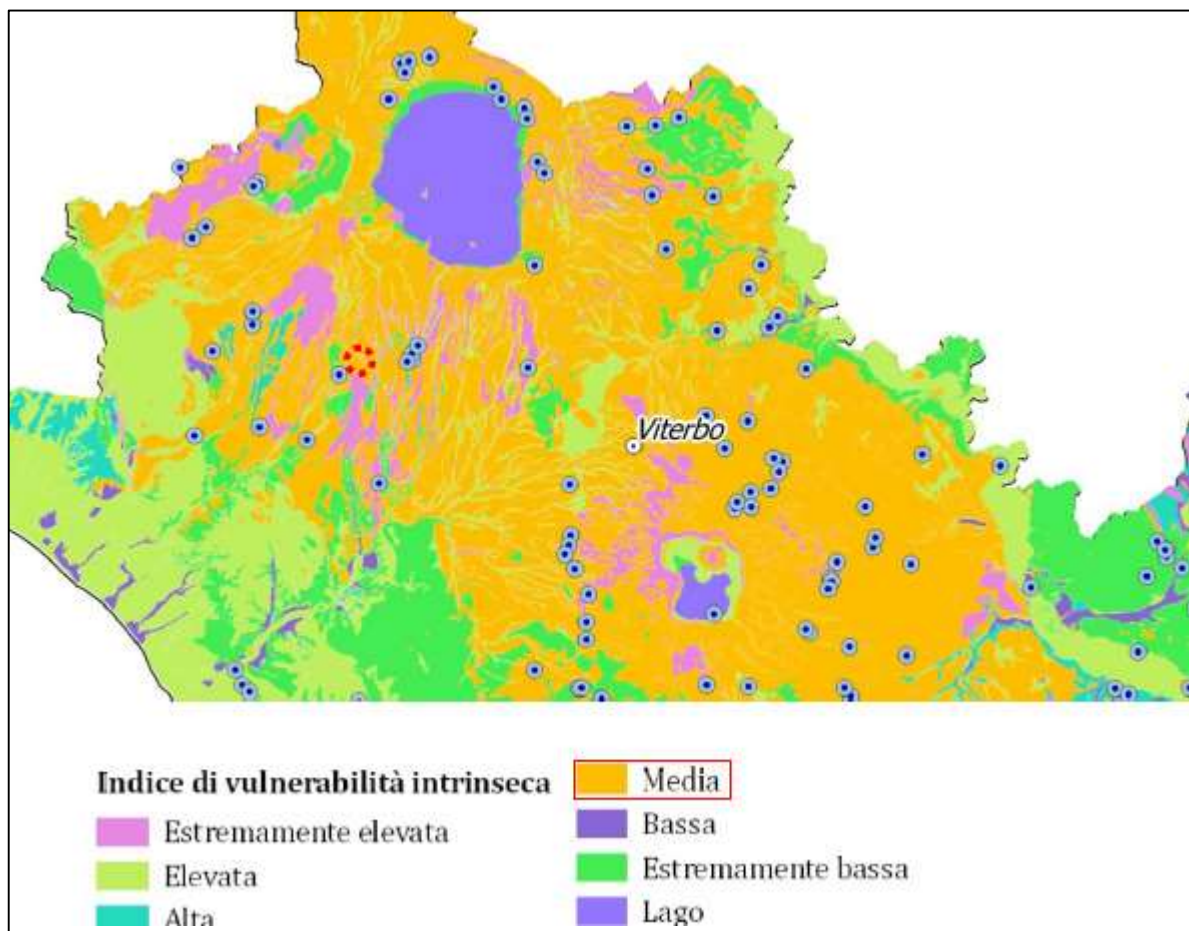 Viterbo
Indice di vulnerabilità intrinseca
Estremamente elevata
Elevata
Alta
Media
Bassa
Estremamente bassa
Lago